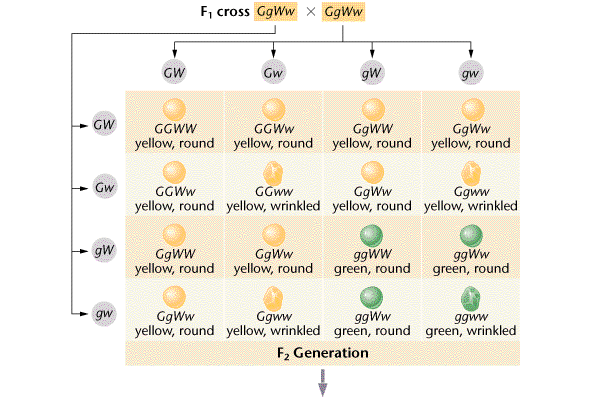 F1 cross GgWw × GgWw
GW Gw gW gw
GW
GGWW GGWw GgWW GgWw
yellow, round yellow, round yellow, round yellow, round
Gw
GGWw GGww GgWw Ggww
yellow, round yellow, wrinkled yellow, round yellow, wrinkled
gW
GgWW GgWw ggWW ggWw
yellow, round yellow, round green, round green, round
gw
GgWw Ggww ggWw ggww
yellow, round yellow, wrinkled green, round green, wrinkled
F2 Generation